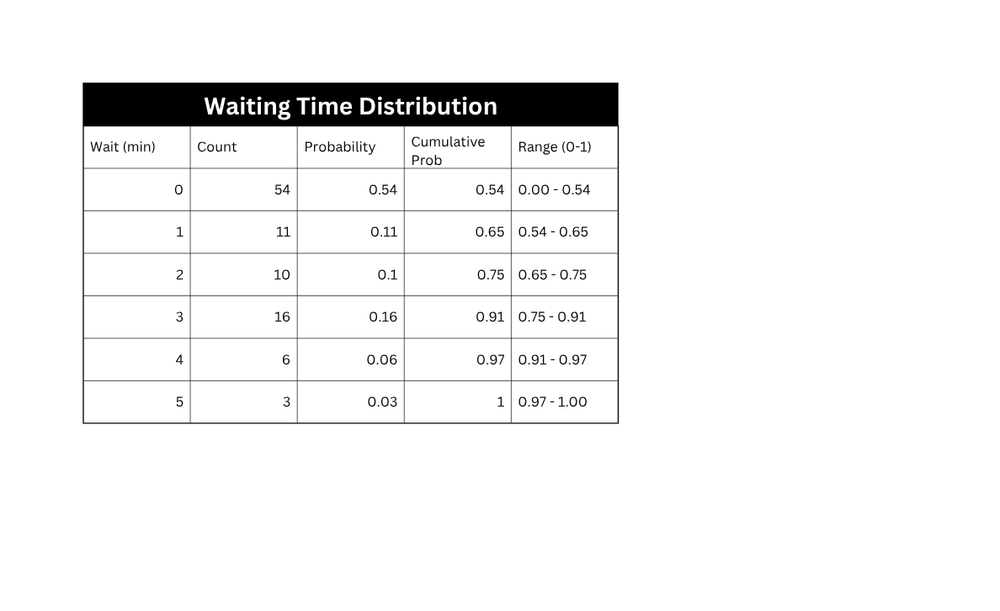 Waiting Time Distribution
Wait (min) Count Probability Cumulative Prob Range (0-1)
0 54 0.54 0.54 0.00 - 0.54
1 11 0.11 0.65 0.54 - 0.65
2 10 0.1 0.75 0.65 - 0.75
3 16 0.16 0.91 0.75 - 0.91
4 6 0.06 0.97 0.91 - 0.97
5 3 0.03 1 0.97 - 1.00